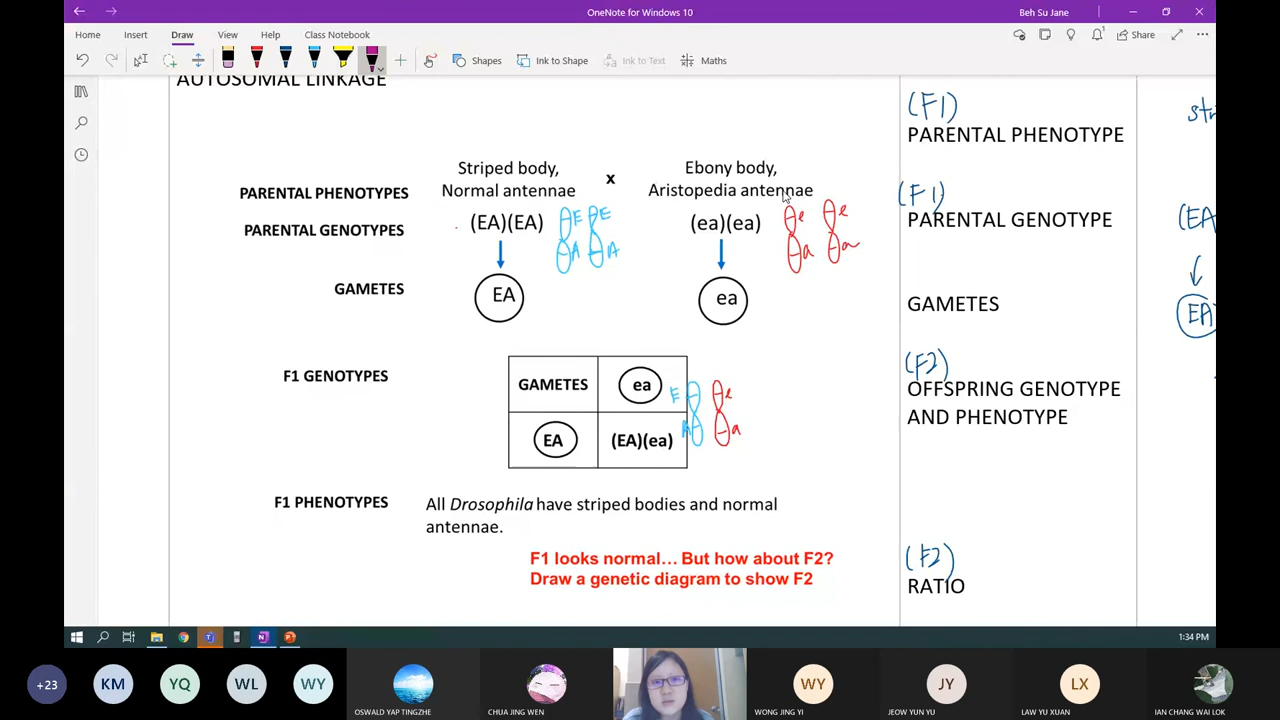 OneNote for Windows 10
Beh Su Jane
Home
Insert
Draw
View
Help
Class Notebook
Share
Shapes
Ink to Shape
Ink to Text
Maths
AUTOSOMAL LINKAGE
PARENTAL PHENOTYPES
Striped body,
Normal antennae
x
Ebony body,
Aristopedia antennae
PARENTAL GENOTYPES
(EA)(EA)
E E
A A
(ea)(ea)
e e
a a
GAMETES
EA
ea
F1 GENOTYPES
GAMETES
ea
EA
(EA)(ea)
E e
A a
F1 PHENOTYPES
All Drosophila have striped bodies and normal
antennae.
F1 looks normal... But how about F2?
Draw a genetic diagram to show F2
(F1)
PARENTAL PHENOTYPE
(F1)
PARENTAL GENOTYPE
(EA
GAMETES
EA
(F2)
OFFSPRING GENOTYPE
AND PHENOTYPE
(F2)
RATIO
1:34 PM
+23
KM
YQ
WL
WY
OSWALD YAP TINGZHE
CHUA JING WEN
WY
WONG JING YI
JY
JEOW YUN YU
LX
LAW YU XUAN
IAN CHANG WAI LOK